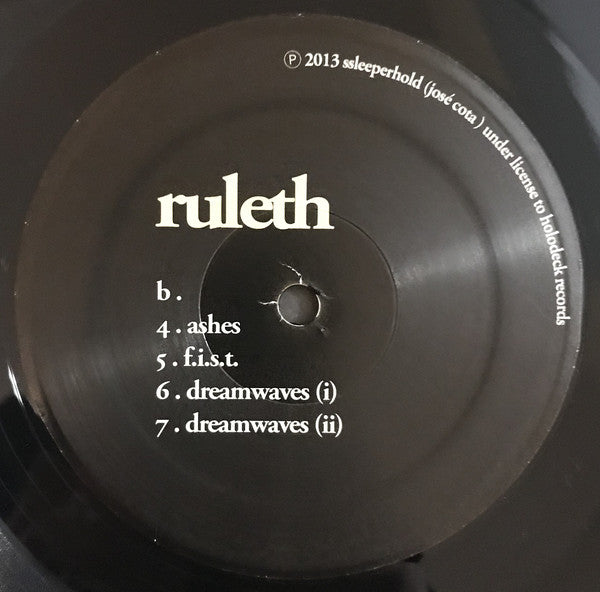 ℗ 2013 ssleeperhold (josé cota) under license to holodeck records
ruleth
b .
4 . ashes
5 . f.i.s.t.
6 . dreamwaves (i)
7 . dreamwaves (ii)